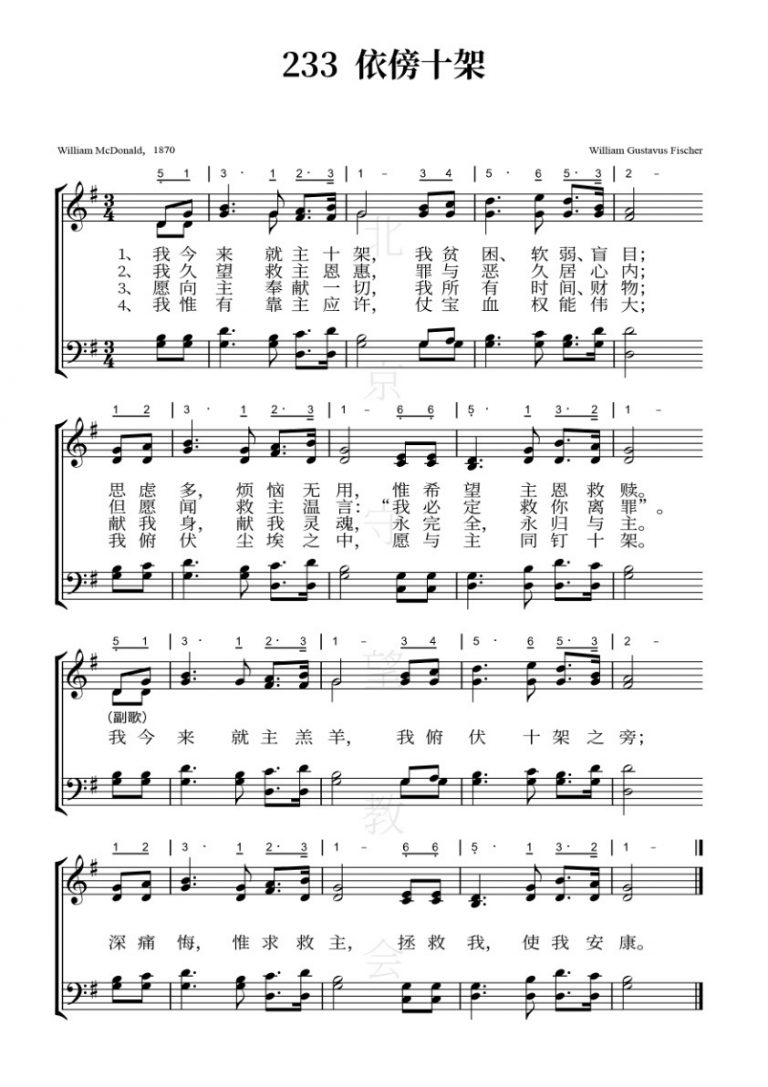 233 依傍十架
William McDonald, 1870
William Gustavus Fischer
5 1 | 3 · 1 2 · 3 | 1 - 3 4 | 5 · 6 5 · 3 | 2 -
1、我今来 就主十架, 我贫困、软弱、盲目;
2、我久望 救主恩惠, 罪与恶 久居心内;
3、愿向主 奉献一切, 我所有 时间、财物;
4、我惟有 靠主应许, 仗宝血 权能伟大;
1 2 | 3 · 1 2 · 3 | 1 - 6 6 | 5 · 1 3 · 2 | 1 -
思虑多, 烦恼无用, 惟希望 主恩救赎。
但愿闻 救主温言:“我必定 救你离罪”。
献我身, 献我灵魂, 永完全, 永归与主。
我俯伏 尘埃之中, 愿与主 同钉十架。
5 1 | 3 · 1 2 · 3 | 1 - 3 4 | 5 · 6 5 · 3 | 2 -
(副歌)
我今来 就主羔羊, 我俯伏 十架之旁;
1 2 | 3 · 1 2 · 3 | 1 - 6 6 | 5 · 1 3 · 2 | 1 -
深痛悔, 惟求救主, 拯救我, 使我安康。
北京守望教会